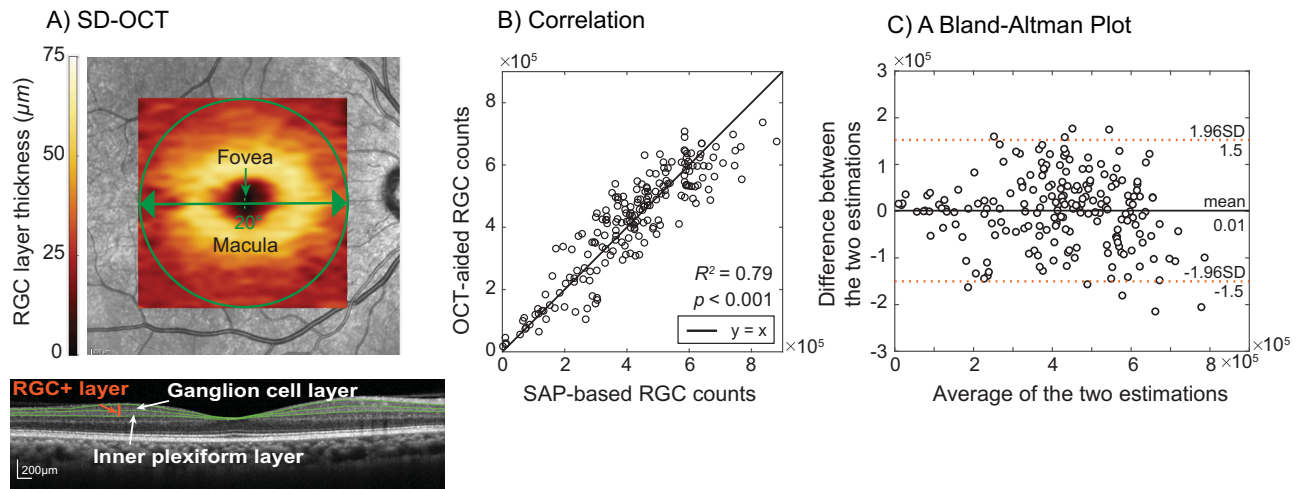 A) SD-OCT
RGC layer thickness (μm)
75
50
25
0
Fovea
20°
Macula
200 μm
RGC+ layer
Ganglion cell layer
Inner plexiform layer
200μm
B) Correlation
×10⁵
OCT-aided RGC counts
8
6
4
2
0
R² = 0.79
p < 0.001
y = x
0 2 4 6 8 ×10⁵
SAP-based RGC counts
C) A Bland-Altman Plot
×10⁵
Difference between
the two estimations
3
2
1
0
-1
-2
-3
1.96SD
1.5
mean
0.01
-1.96SD
-1.5
0 2 4 6 8 ×10⁵ ×10⁵
Average of the two estimations